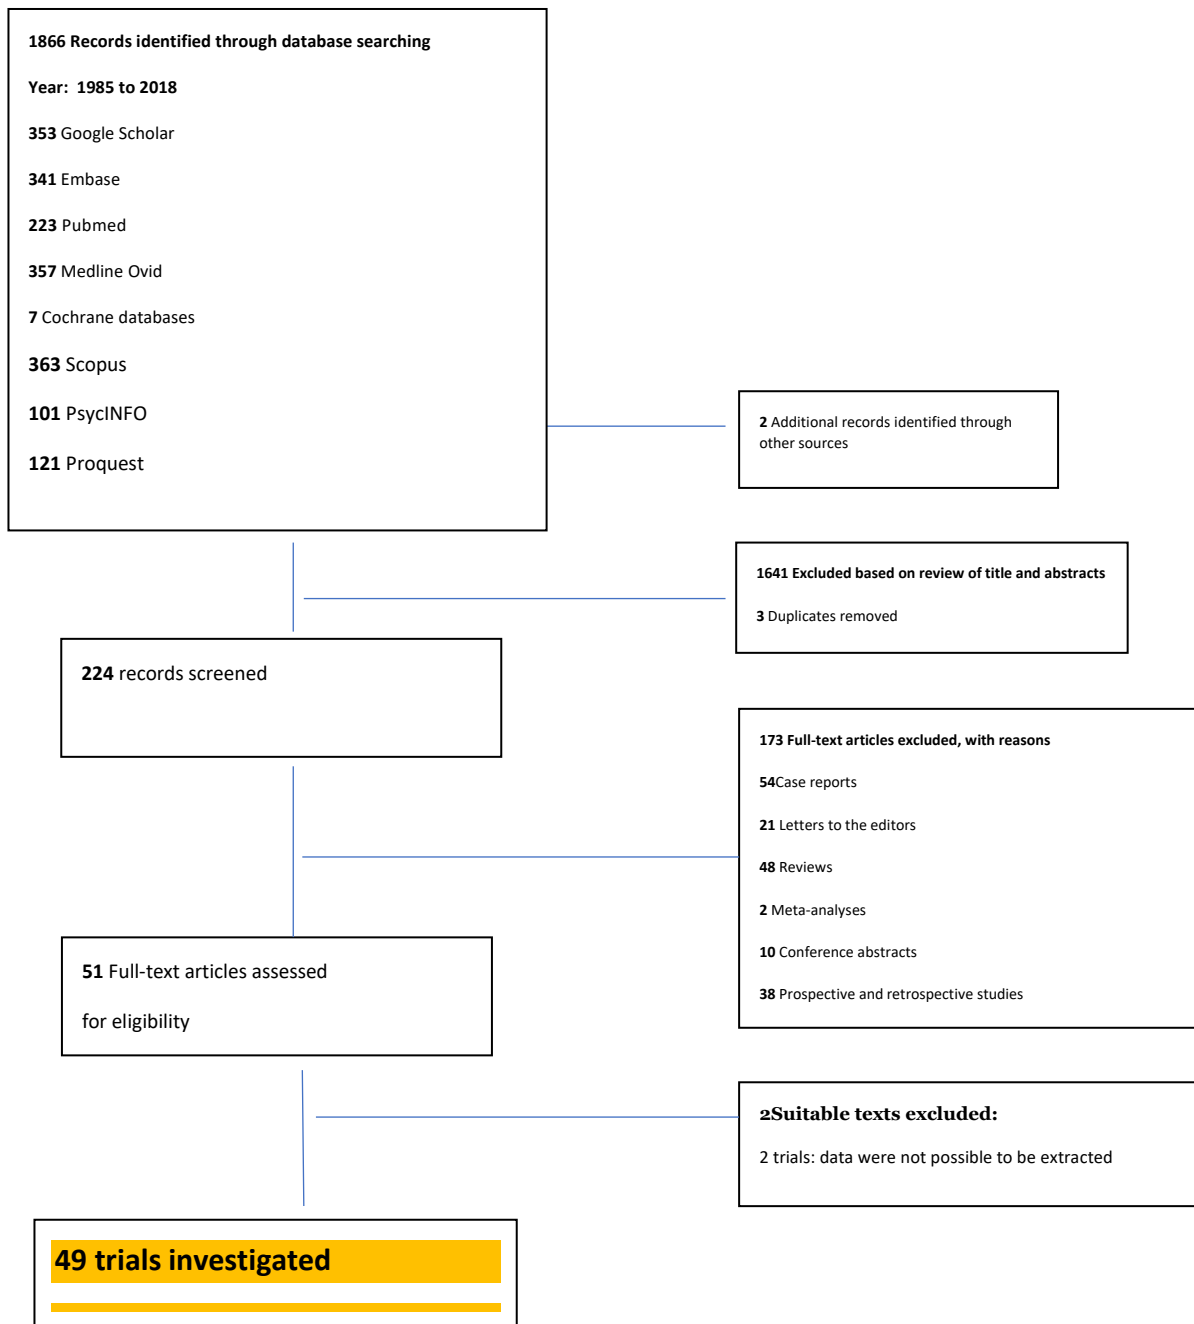 1866 Records identified through database searching
Year:  1985 to 2018
353 Google Scholar
341 Embase
223 Pubmed
357 Medline Ovid
7 Cochrane databases
363 Scopus
101 PsycINFO
121 Proquest
2 Additional records identified through
other sources
1641 Excluded based on review of title and abstracts
3 Duplicates removed
224 records screened
173 Full-text articles excluded, with reasons
54Case reports
21 Letters to the editors
48 Reviews
2 Meta-analyses
10 Conference abstracts
38 Prospective and retrospective studies
51 Full-text articles assessed
for eligibility
2Suitable texts excluded:
2 trials: data were not possible to be extracted
49 trials investigated